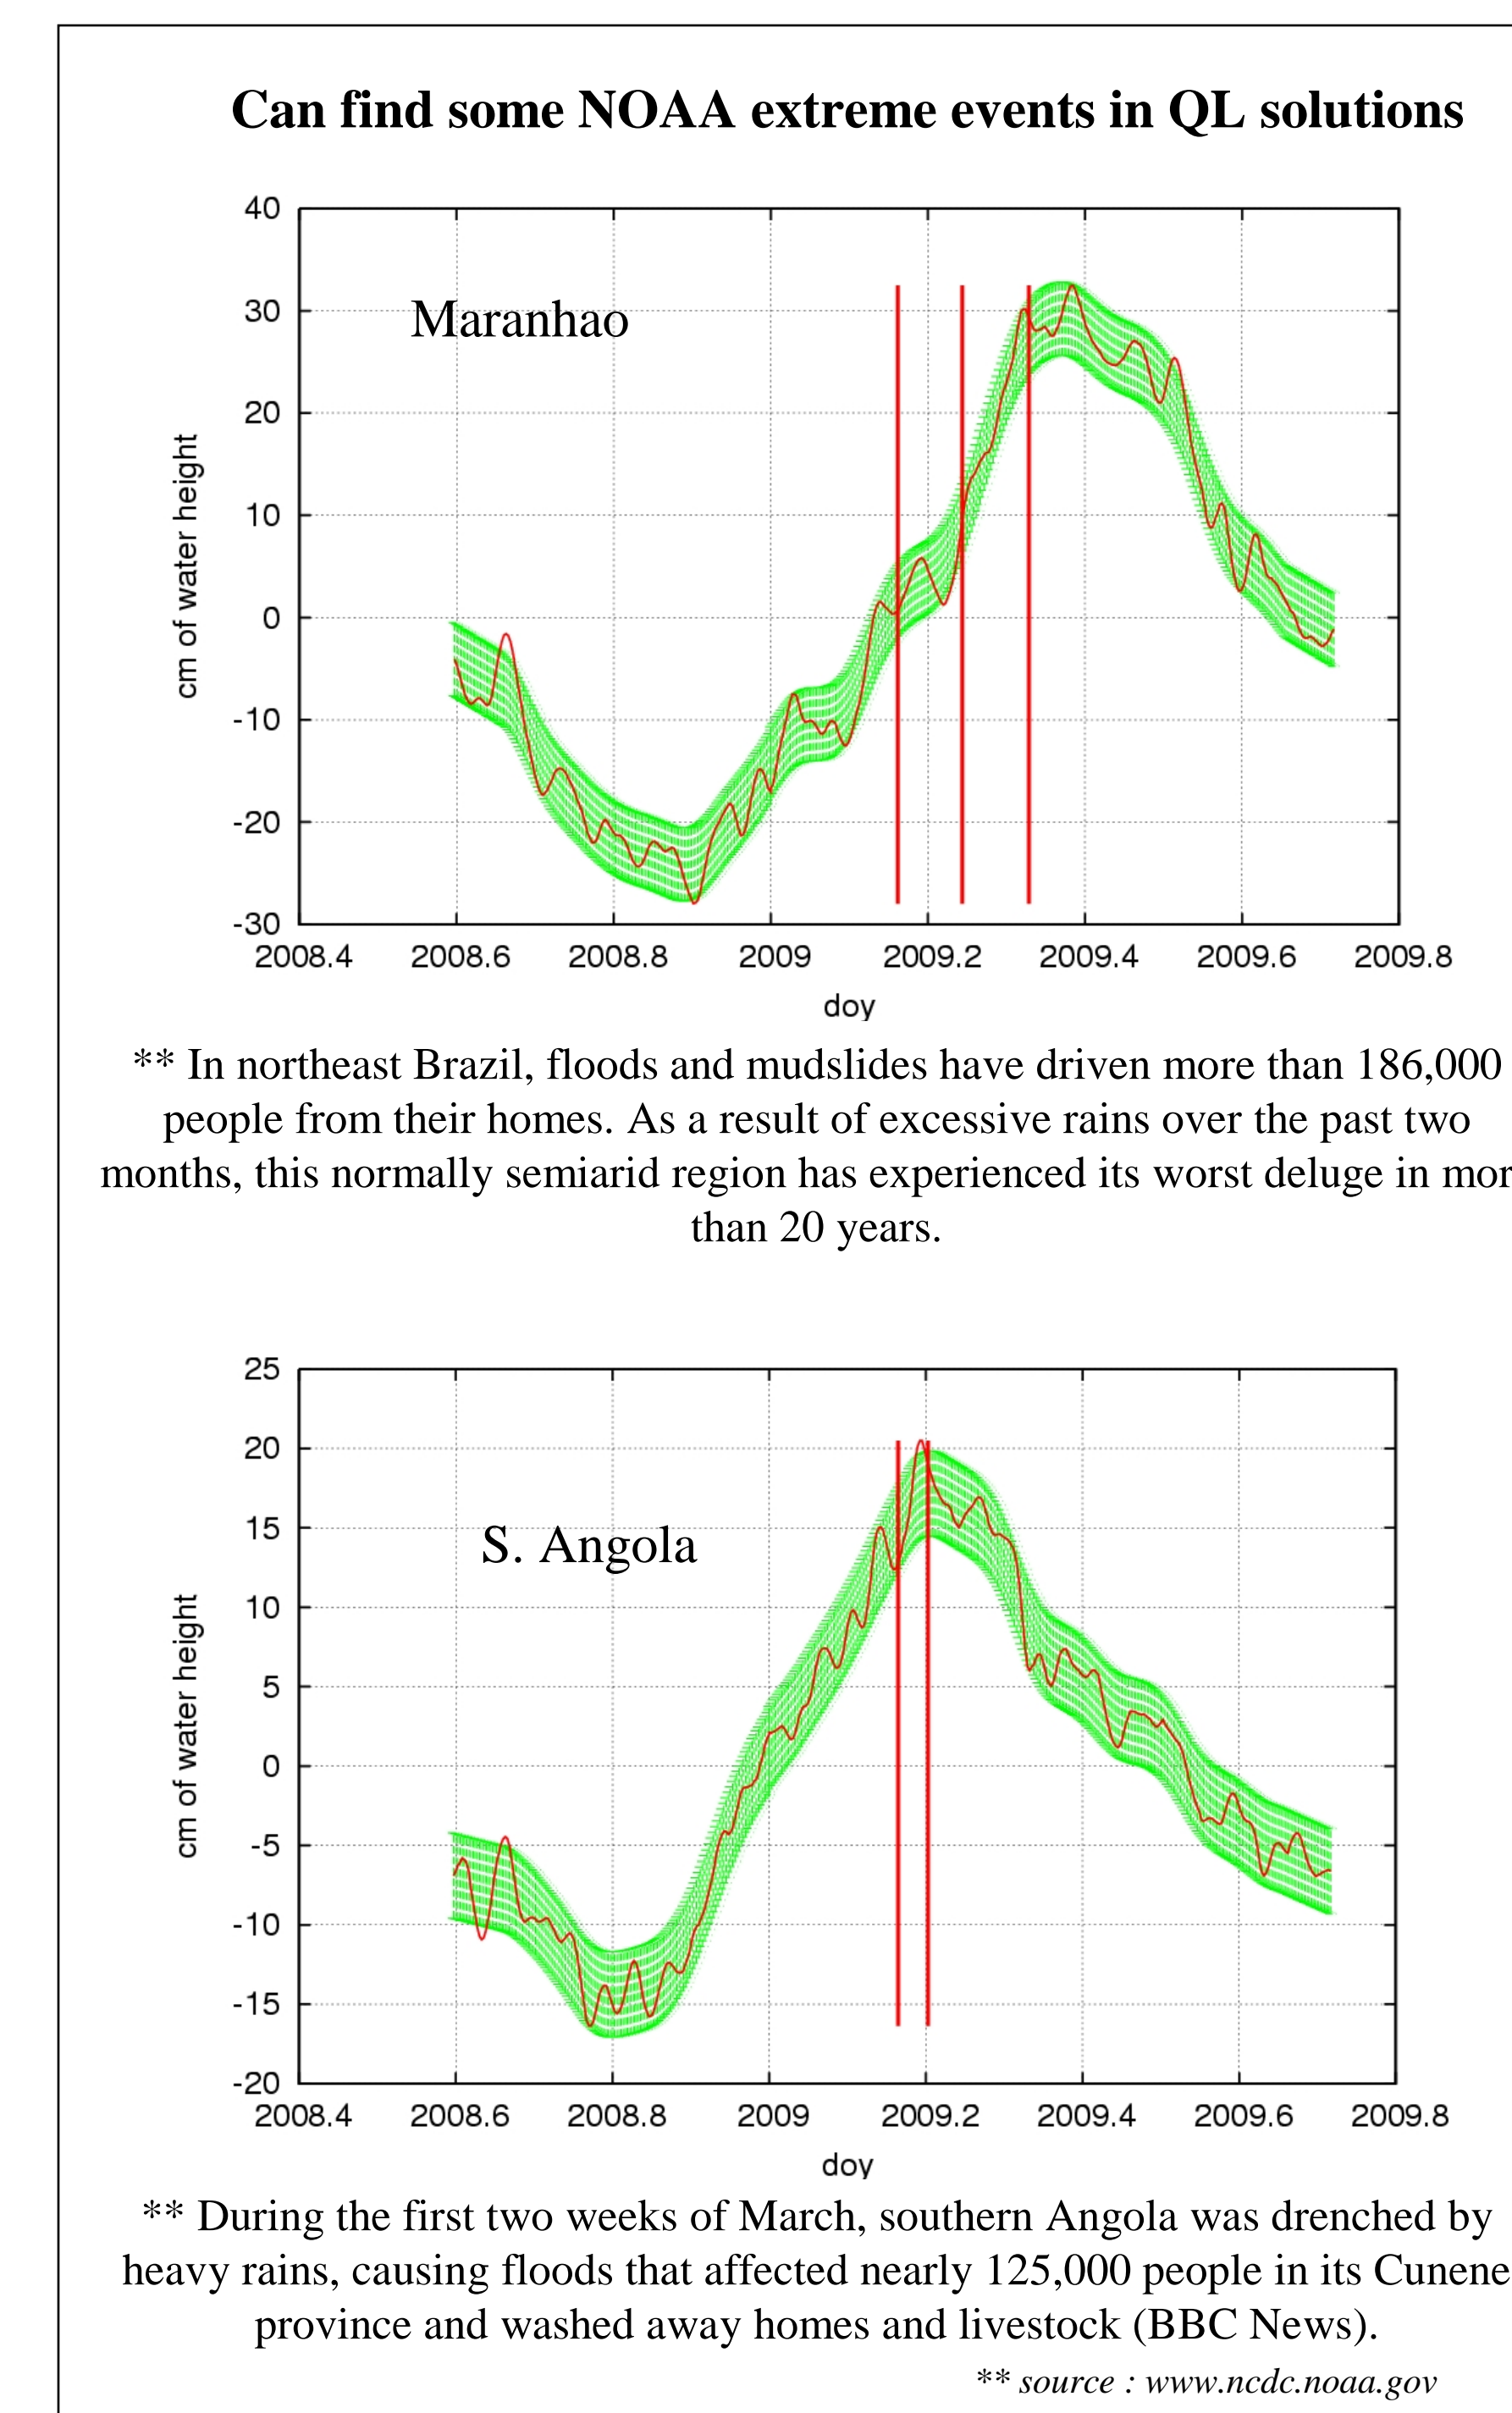 Can find some NOAA extreme events in QL solutions
40
30
20
10
0
-10
-20
-30
cm of water height
Maranhao
2008.4 2008.6 2008.8 2009 2009.2 2009.4 2009.6 2009.8
doy
** In northeast Brazil, floods and mudslides have driven more than 186,000
people from their homes. As a result of excessive rains over the past two
months, this normally semiarid region has experienced its worst deluge in mor
than 20 years.
25
20
15
10
5
0
-5
-10
-15
-20
cm of water height
S. Angola
2008.4 2008.6 2008.8 2009 2009.2 2009.4 2009.6 2009.8
doy
** During the first two weeks of March, southern Angola was drenched by
heavy rains, causing floods that affected nearly 125,000 people in its Cunene
province and washed away homes and livestock (BBC News).
** source : www.ncdc.noaa.gov